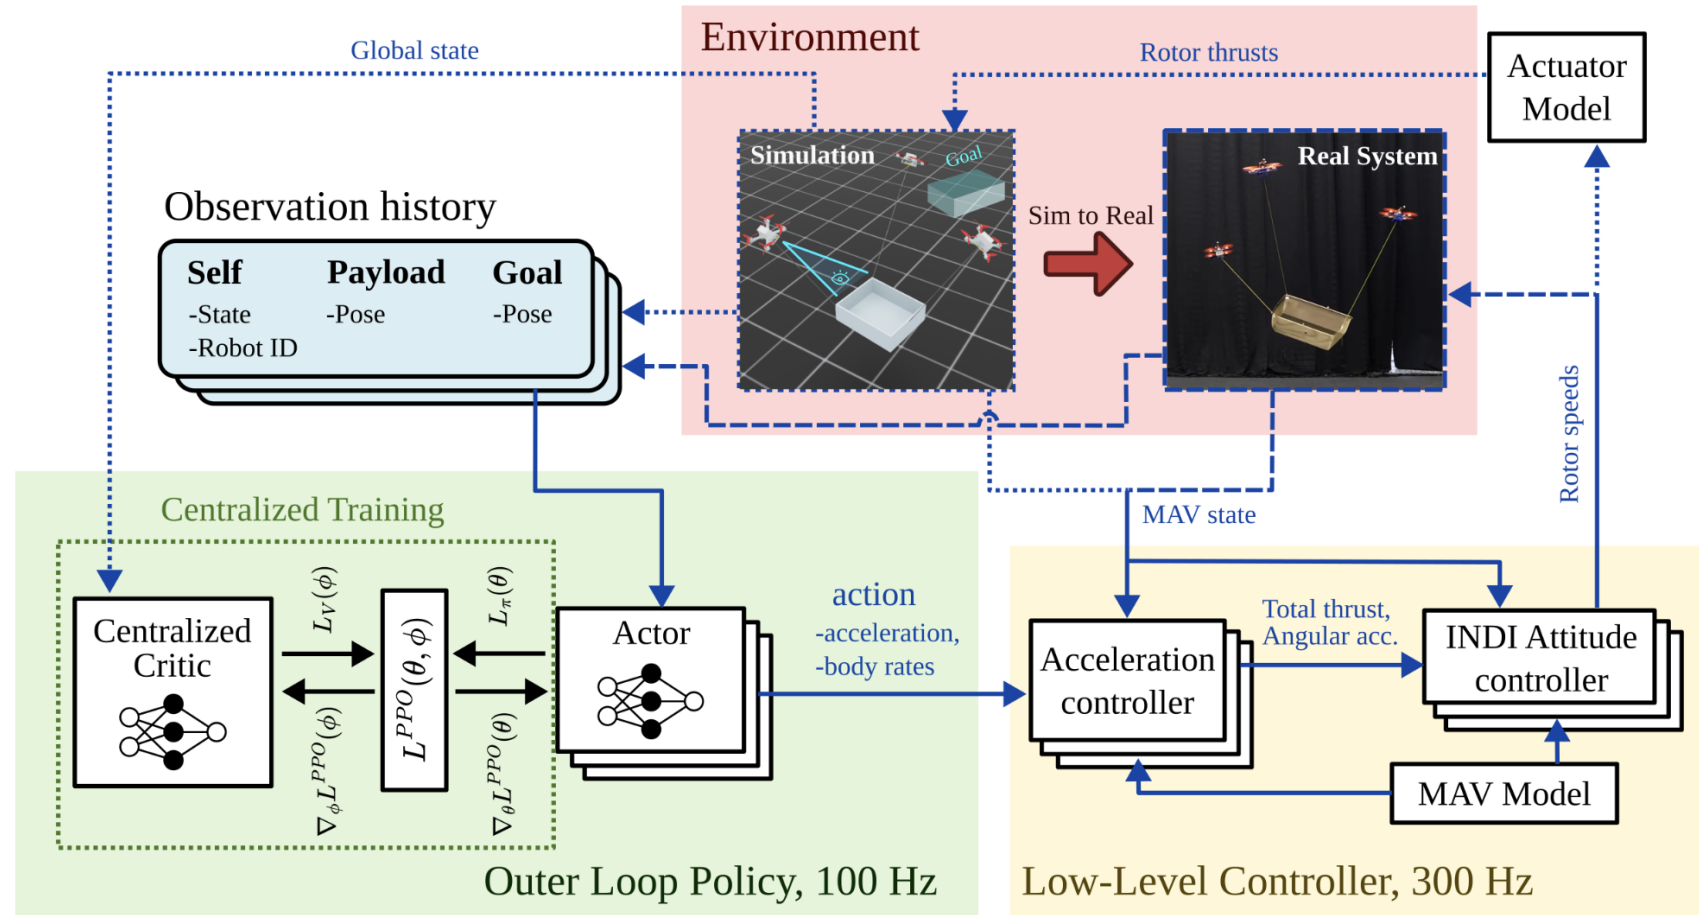 Environment
Global state
Rotor thrusts
Actuator
Model
Simulation
Goal
Real System
Sim to Real
Observation history
Self
Payload
Goal
-State
-Pose
-Pose
-Robot ID
Rotor speeds
MAV state
Centralized Training
Centralized
Critic
L_V(ϕ)
∇_ϕ L^{PPO}(ϕ)
L^{PPO}(θ, ϕ)
L_π(θ)
∇_θ L^{PPO}(θ)
Actor
action
-acceleration,
-body rates
Acceleration
controller
Total thrust,
Angular acc.
INDI Attitude
controller
MAV Model
Outer Loop Policy, 100 Hz
Low-Level Controller, 300 Hz